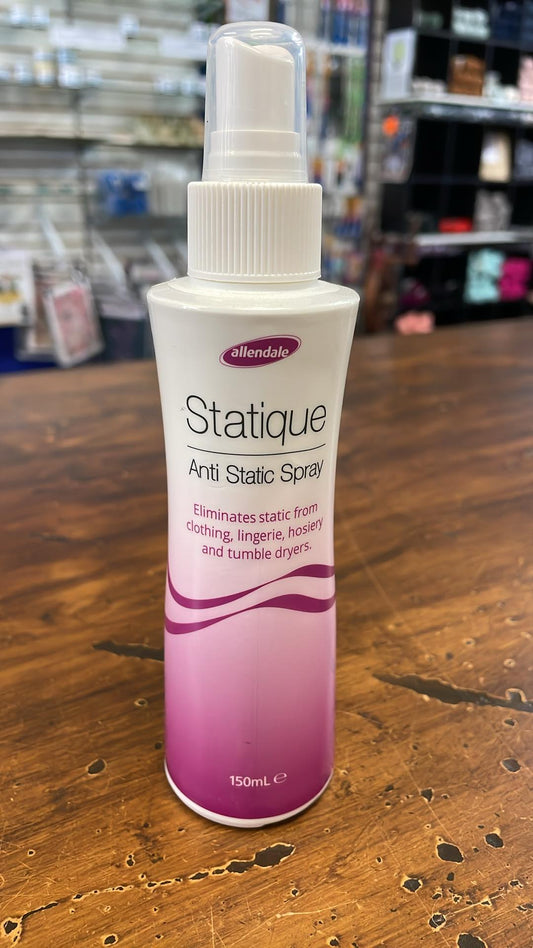 allendale
Statique
Anti Static Spray
Eliminates static from
clothing, lingerie, hosiery
and tumble dryers.
150mL ℮